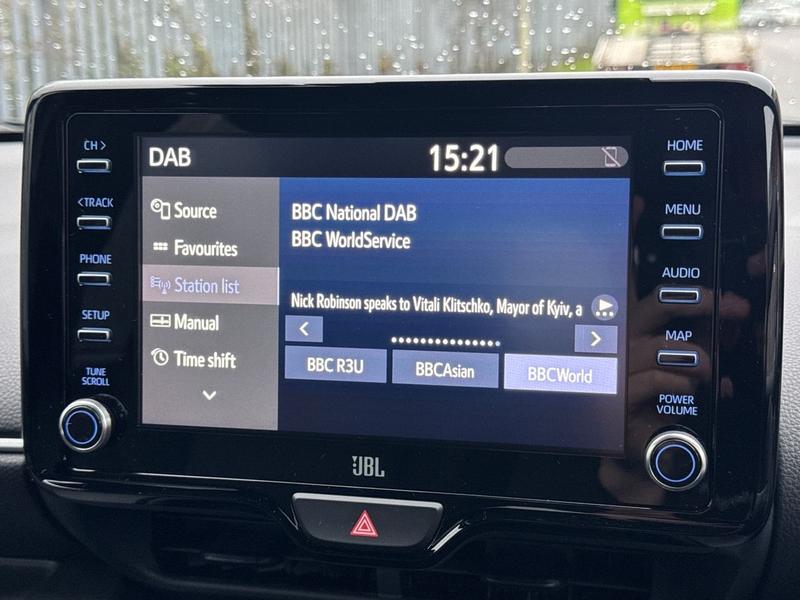 CH >
<TRACK
PHONE
SETUP
TUNE
SCROLL
DAB
15:21
Source
Favourites
Station list
Manual
Time shift
BBC National DAB
BBC WorldService
Nick Robinson speaks to Vitali Klitschko, Mayor of Kyiv, a
BBC R3U
BBCAsian
BBCWorld
HOME
MENU
AUDIO
MAP
POWER
VOLUME
JBL